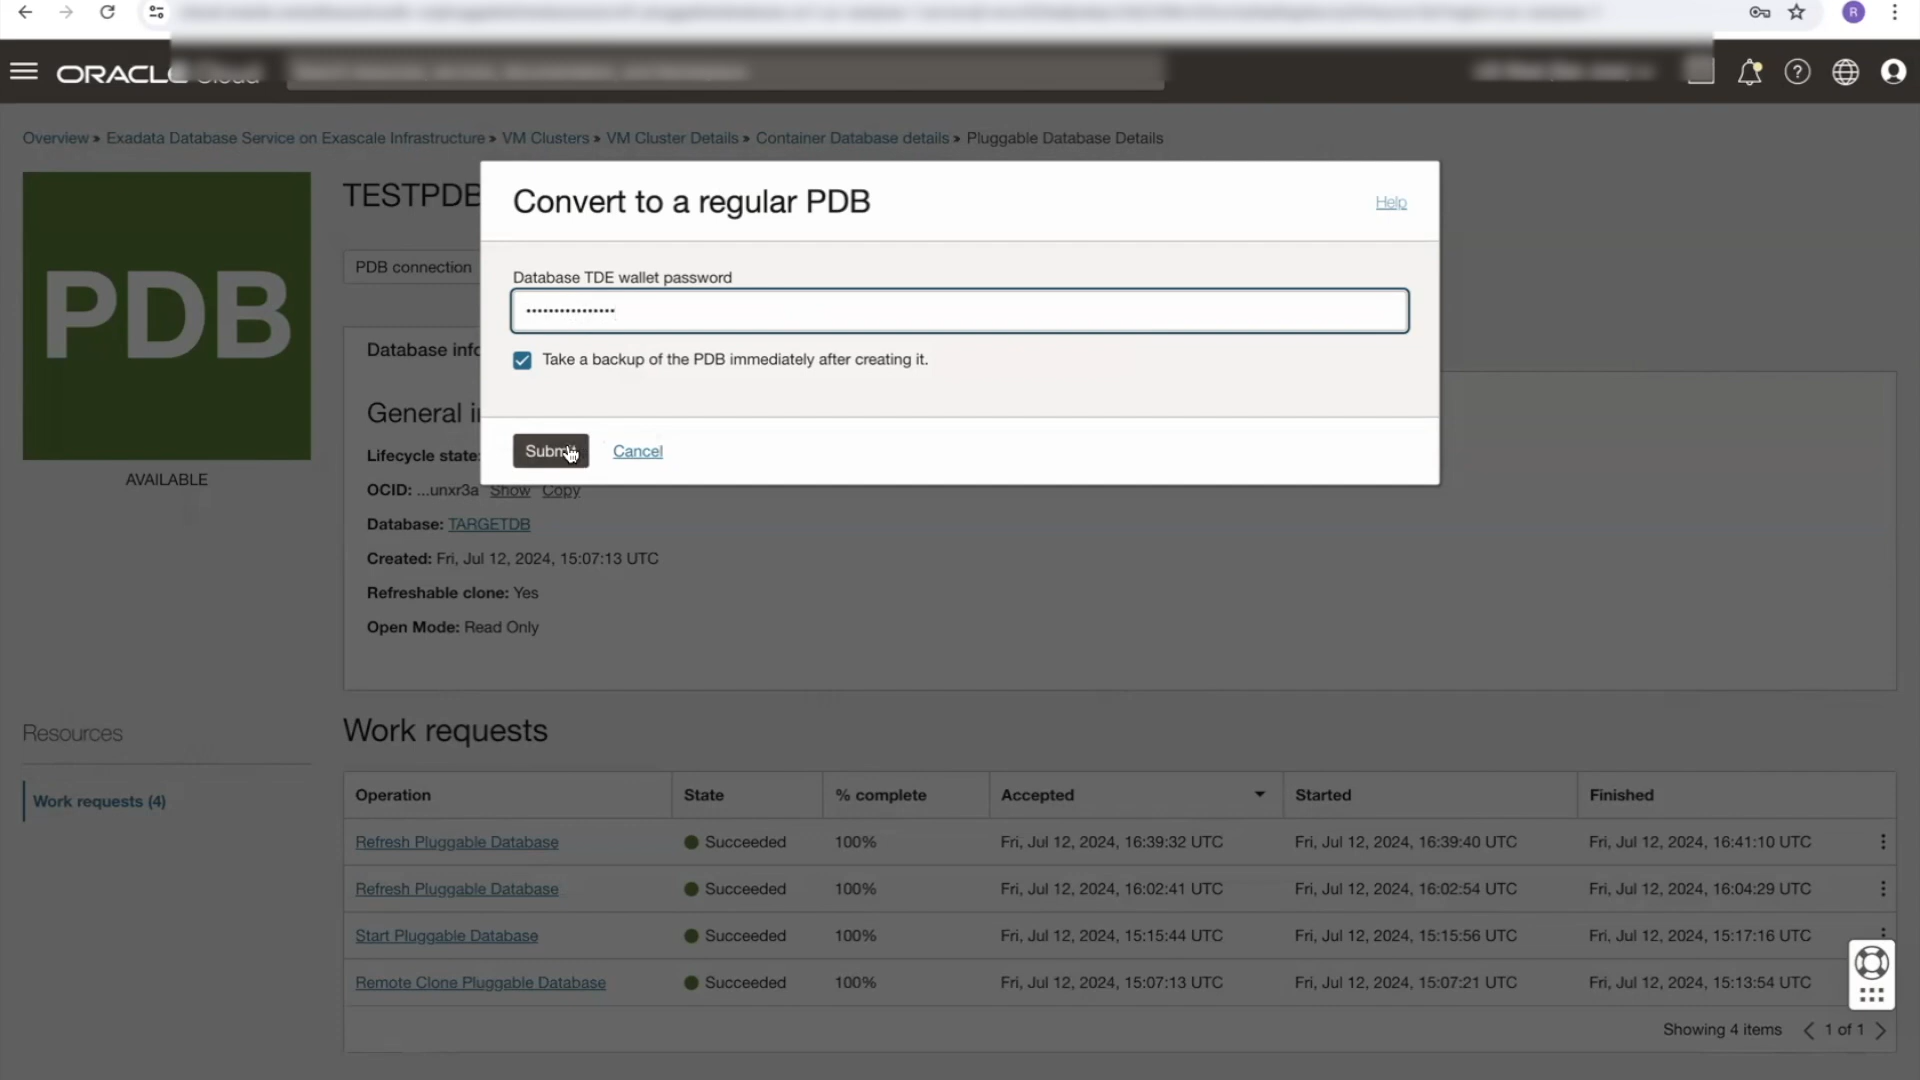 R
ORACLE Cloud
Overview » Exadata Database Service on Exascale Infrastructure » VM Clusters » VM Cluster Details » Container Database details » Pluggable Database Details
PDB
AVAILABLE
TESTPDB
PDB connection
Convert to a regular PDB
Help
Database TDE wallet password
••••••••••••••••
Take a backup of the PDB immediately after creating it.
Submit
Cancel
Database info
General i
Lifecycle state:
OCID: ...unxr3a Show Copy
Database: TARGETDB
Created: Fri, Jul 12, 2024, 15:07:13 UTC
Refreshable clone: Yes
Open Mode: Read Only
Resources
Work requests (4)
Work requests
Operation State % complete Accepted Started Finished
Refresh Pluggable Database Succeeded 100% Fri, Jul 12, 2024, 16:39:32 UTC Fri, Jul 12, 2024, 16:39:40 UTC Fri, Jul 12, 2024, 16:41:10 UTC
Refresh Pluggable Database Succeeded 100% Fri, Jul 12, 2024, 16:02:41 UTC Fri, Jul 12, 2024, 16:02:54 UTC Fri, Jul 12, 2024, 16:04:29 UTC
Start Pluggable Database Succeeded 100% Fri, Jul 12, 2024, 15:15:44 UTC Fri, Jul 12, 2024, 15:15:56 UTC Fri, Jul 12, 2024, 15:17:16 UTC
Remote Clone Pluggable Database Succeeded 100% Fri, Jul 12, 2024, 15:07:13 UTC Fri, Jul 12, 2024, 15:07:21 UTC Fri, Jul 12, 2024, 15:13:54 UTC
Showing 4 items 1 of 1